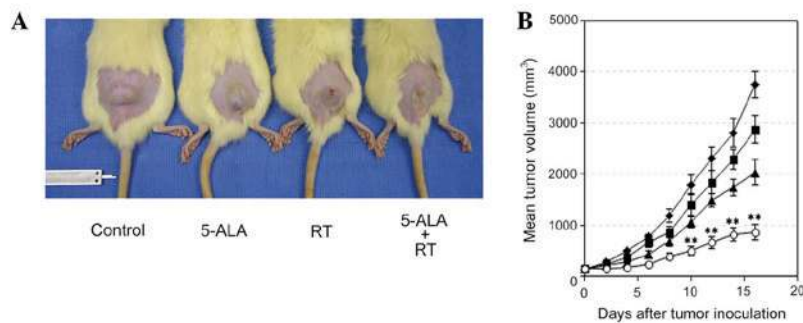 A
Control
5-ALA
RT
5-ALA
+
RT
B
Mean tumor volume (mm³)
5000
4000
3000
2000
1000
0
** ** ** **
0 5 10 15 20
Days after tumor inoculation